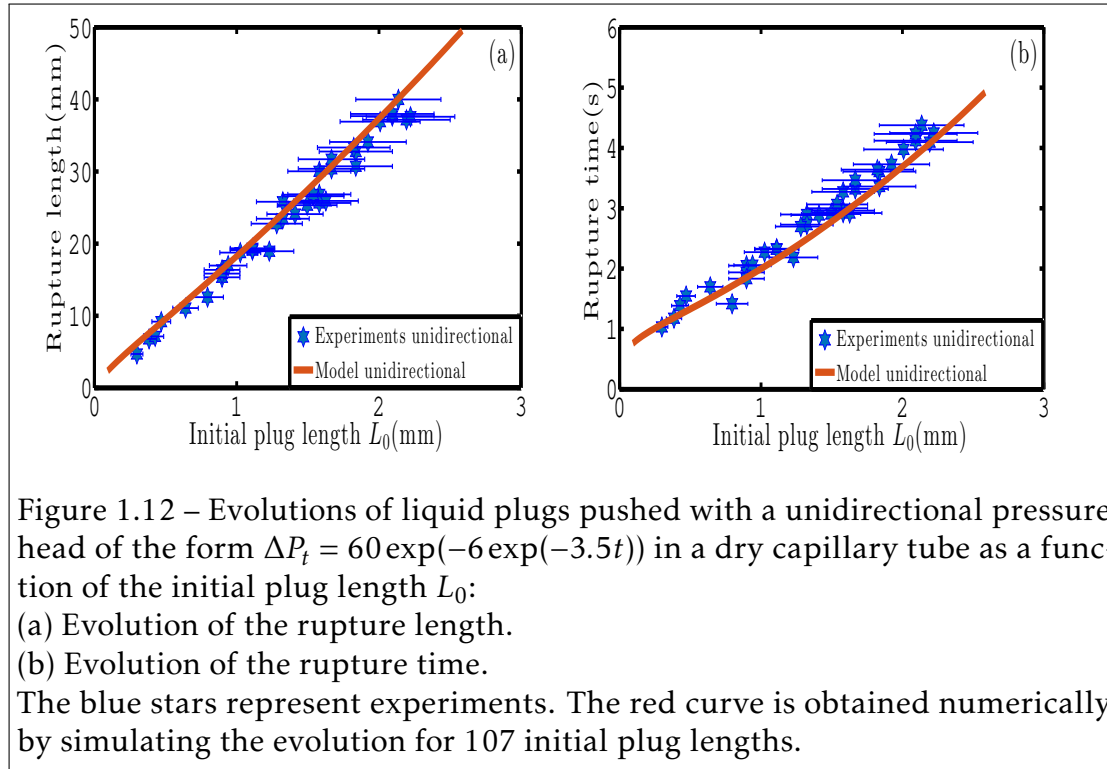 50
40
30
20
10
0
0
1
2
3
Rupture length(mm)
Initial plug length L₀(mm)
(a)
Experiments unidirectional
Model unidirectional
6
5
4
3
2
1
0
0
1
2
3
Rupture time(s)
Initial plug length L₀(mm)
(b)
Experiments unidirectional
Model unidirectional
Figure 1.12 – Evolutions of liquid plugs pushed with a unidirectional pressure
head of the form ΔPₜ = 60 exp(−6 exp(−3.5t)) in a dry capillary tube as a func-
tion of the initial plug length L₀:
(a) Evolution of the rupture length.
(b) Evolution of the rupture time.
The blue stars represent experiments. The red curve is obtained numerically
by simulating the evolution for 107 initial plug lengths.